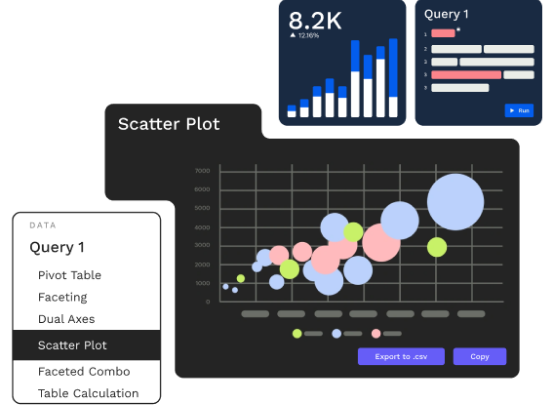 8.2K
▲ 12.16%
Query 1
1
2
3
Run
Scatter Plot
7000
6000
5000
4000
3000
2000
1000
0
Export to .csv
Copy
DATA
Query 1
Pivot Table
Faceting
Dual Axes
Scatter Plot
Faceted Combo
Table Calculation